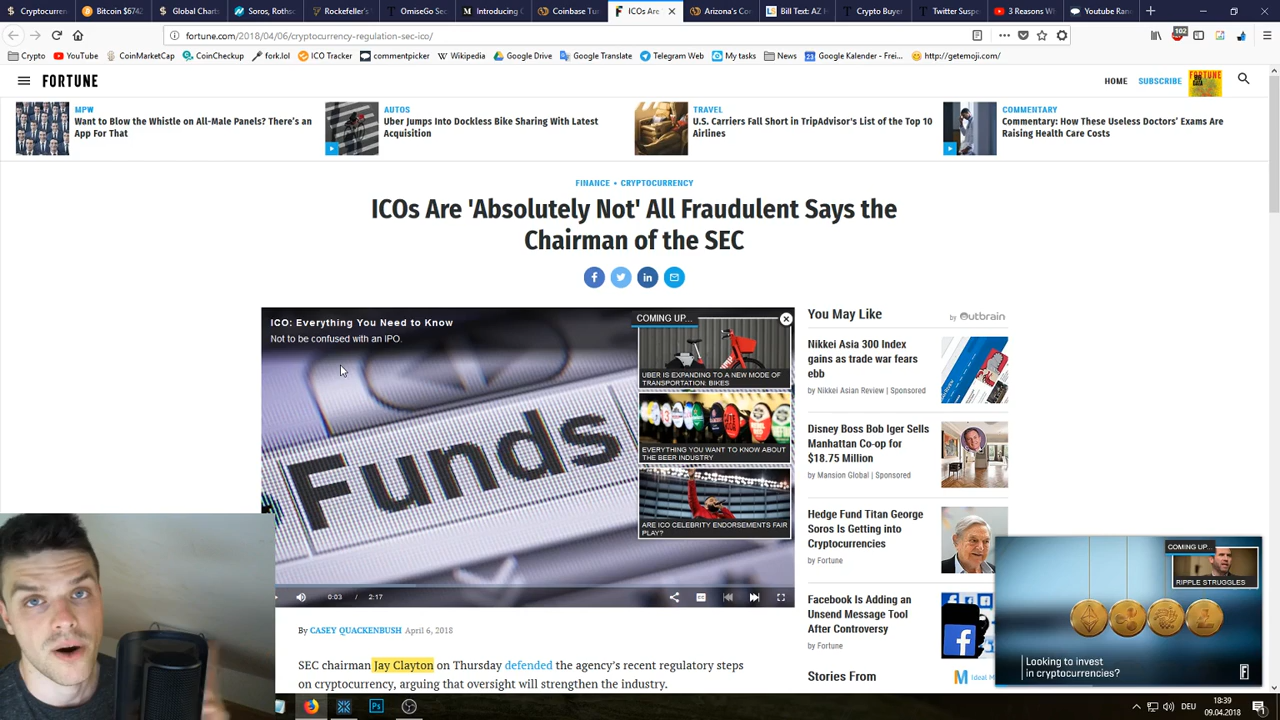 Cryptocurren
Bitcoin $6742
Global Charts
Soros, Rothsc
Rockefeller's
OmiseGo Sec
Introducing C
Coinbase Tur
ICOs Are
Arizona's Cor
Bill Text: AZ H
Crypto Buyer
Twitter Suspe
3 Reasons Wh
Youtube Rand
fortune.com/2018/04/06/cryptocurrency-regulation-sec-ico/
102
Crypto
YouTube
CoinMarketCap
CoinCheckup
fork.lol
ICO Tracker
commentpicker
Wikipedia
Google Drive
Google Translate
Telegram Web
My tasks
News
Google Kalender - Frei...
http://getemoji.com/
FORTUNE
HOME
SUBSCRIBE
MPW
Want to Blow the Whistle on All-Male Panels? There's an
App For That
AUTOS
Uber Jumps Into Dockless Bike Sharing With Latest
Acquisition
TRAVEL
U.S. Carriers Fall Short in TripAdvisor's List of the Top 10
Airlines
COMMENTARY
Commentary: How These Useless Doctors' Exams Are
Raising Health Care Costs
FINANCE • CRYPTOCURRENCY
ICOs Are 'Absolutely Not' All Fraudulent Says the
Chairman of the SEC
ICO: Everything You Need to Know
Not to be confused with an IPO.
Funds
COMING UP...
UBER IS EXPANDING TO A NEW MODE OF
TRANSPORTATION: BIKES
EVERYTHING YOU WANT TO KNOW ABOUT
THE BEER INDUSTRY
ARE ICO CELEBRITY ENDORSEMENTS FAIR
PLAY?
0:03 / 2:17
You May Like
by Outbrain
Nikkei Asia 300 Index
gains as trade war fears
ebb
by Nikkei Asian Review | Sponsored
Disney Boss Bob Iger Sells
Manhattan Co-op for
$18.75 Million
by Mansion Global | Sponsored
Hedge Fund Titan George
Soros Is Getting into
Cryptocurrencies
by Fortune
Facebook Is Adding an
Unsend Message Tool
After Controversy
by Fortune
Stories From
COMING UP...
RIPPLE STRUGGLES
Looking to invest
in cryptocurrencies?
By CASEY QUACKENBUSH April 6, 2018
SEC chairman Jay Clayton on Thursday defended the agency's recent regulatory steps
on cryptocurrency, arguing that oversight will strengthen the industry.
DEU
18:39
09.04.2018